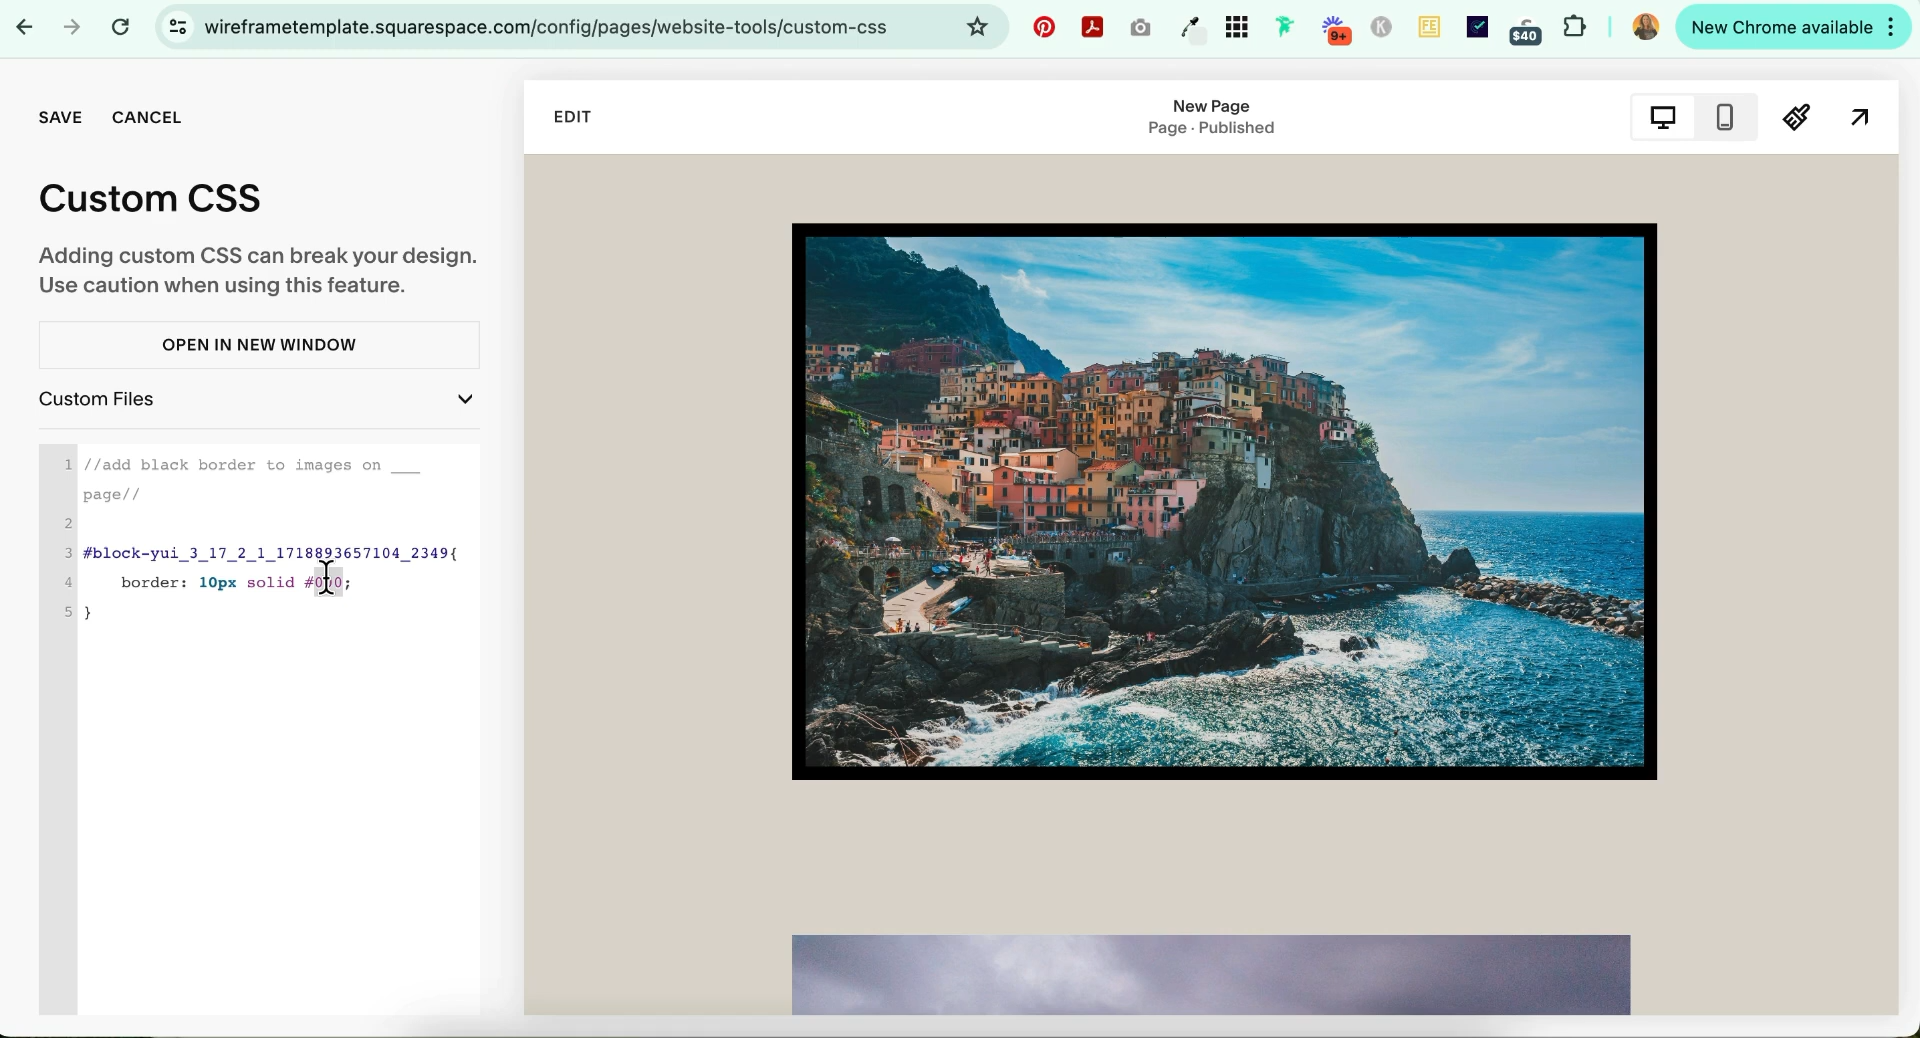 wireframetemplate.squarespace.com/config/pages/website-tools/custom-css
9+
K
FE
$40
New Chrome available
SAVE
CANCEL
EDIT
New Page
Page · Published
Custom CSS
Adding custom CSS can break your design.
Use caution when using this feature.
OPEN IN NEW WINDOW
Custom Files
1 //add black border to images on ___
page//
2
3 #block-yui_3_17_2_1_1718893657104_2349{
4 border: 10px solid #000;
5 }